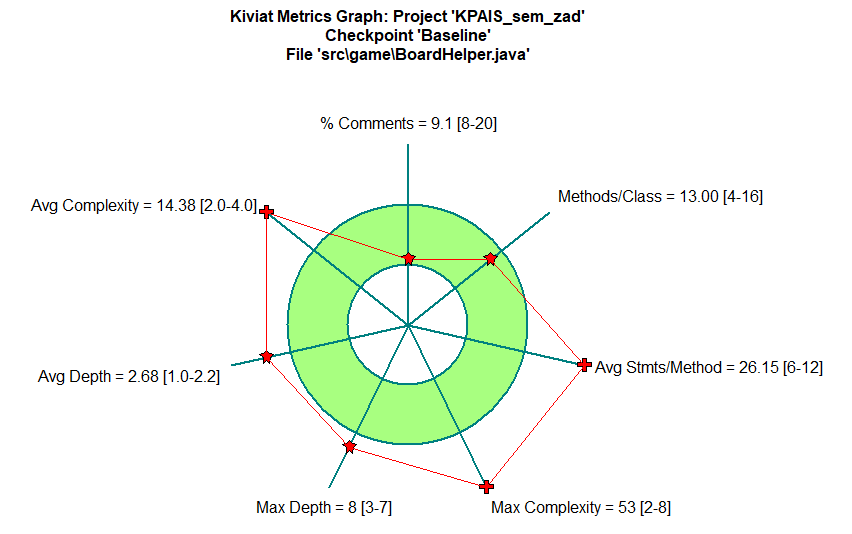 Kiviat Metrics Graph: Project 'KPAIS_sem_zad'
Checkpoint 'Baseline'
File 'src\game\BoardHelper.java'
% Comments = 9.1 [8-20]
Methods/Class = 13.00 [4-16]
Avg Complexity = 14.38 [2.0-4.0]
Avg Stmts/Method = 26.15 [6-12]
Avg Depth = 2.68 [1.0-2.2]
Max Depth = 8 [3-7]
Max Complexity = 53 [2-8]